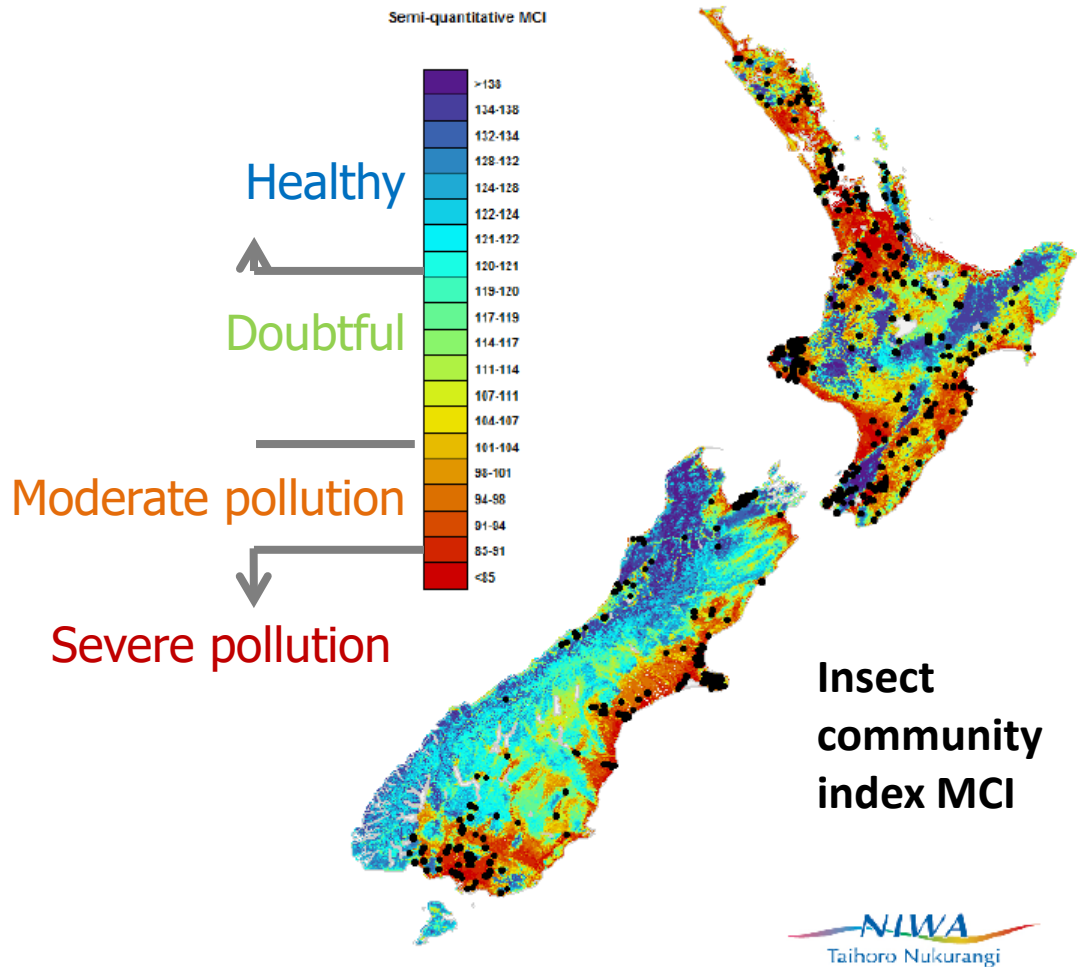 Semi-quantitative MCI
>138
134-138
132-134
128-132
124-128
122-124
121-122
120-121
119-120
117-119
114-117
111-114
107-111
104-107
101-104
98-101
94-98
91-94
85-91
<85
Healthy
Doubtful
Moderate pollution
Severe pollution
Insect
community
index MCI
NIWA
Taihoro Nukurangi